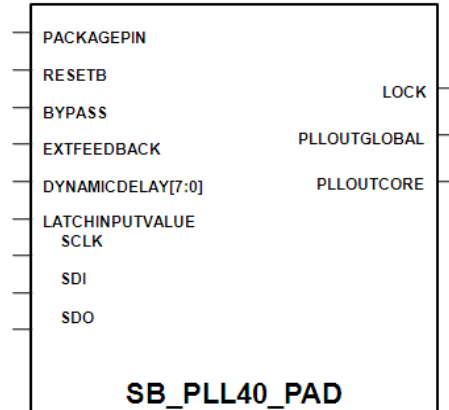 PACKAGEPIN
RESETB
BYPASS
EXTFEEDBACK
DYNAMICDELAY[7:0]
LATCHINPUTVALUE
SCLK
SDI
SDO
LOCK
PLLOUTGLOBAL
PLLOUTCORE
SB_PLL40_PAD